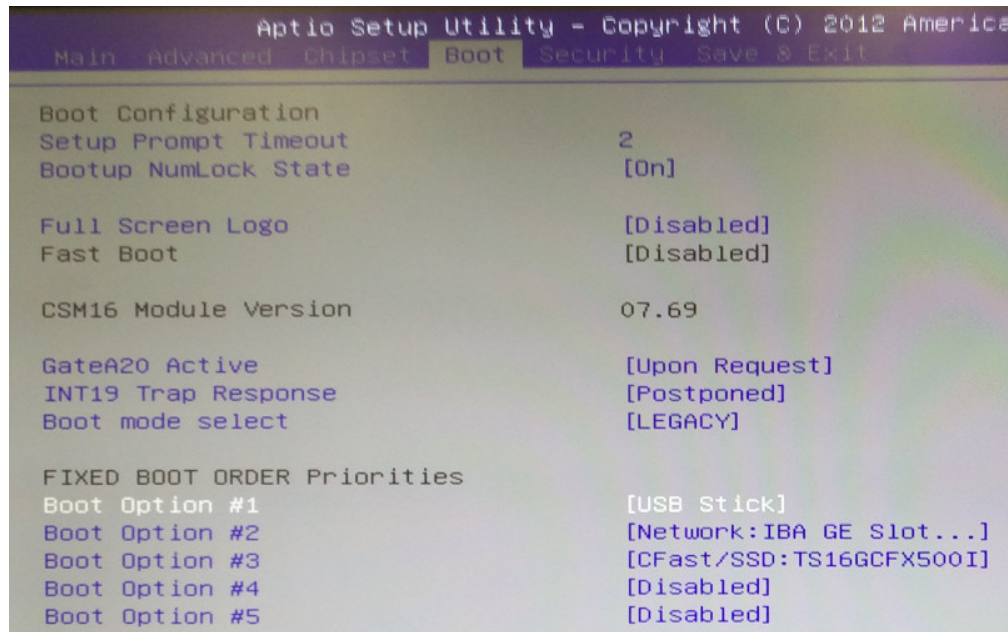 Aptio Setup Utility - Copyright (C) 2012 America
Main Advanced Chipset Boot Security Save & Exit
Boot Configuration
Setup Prompt Timeout 2
Bootup NumLock State [On]
Full Screen Logo [Disabled]
Fast Boot [Disabled]
CSM16 Module Version 07.69
GateA20 Active [Upon Request]
INT19 Trap Response [Postponed]
Boot mode select [LEGACY]
FIXED BOOT ORDER Priorities
Boot Option #1 [USB Stick]
Boot Option #2 [Network:IBA GE Slot...]
Boot Option #3 [CFast/SSD:TS16GCFX500I]
Boot Option #4 [Disabled]
Boot Option #5 [Disabled]